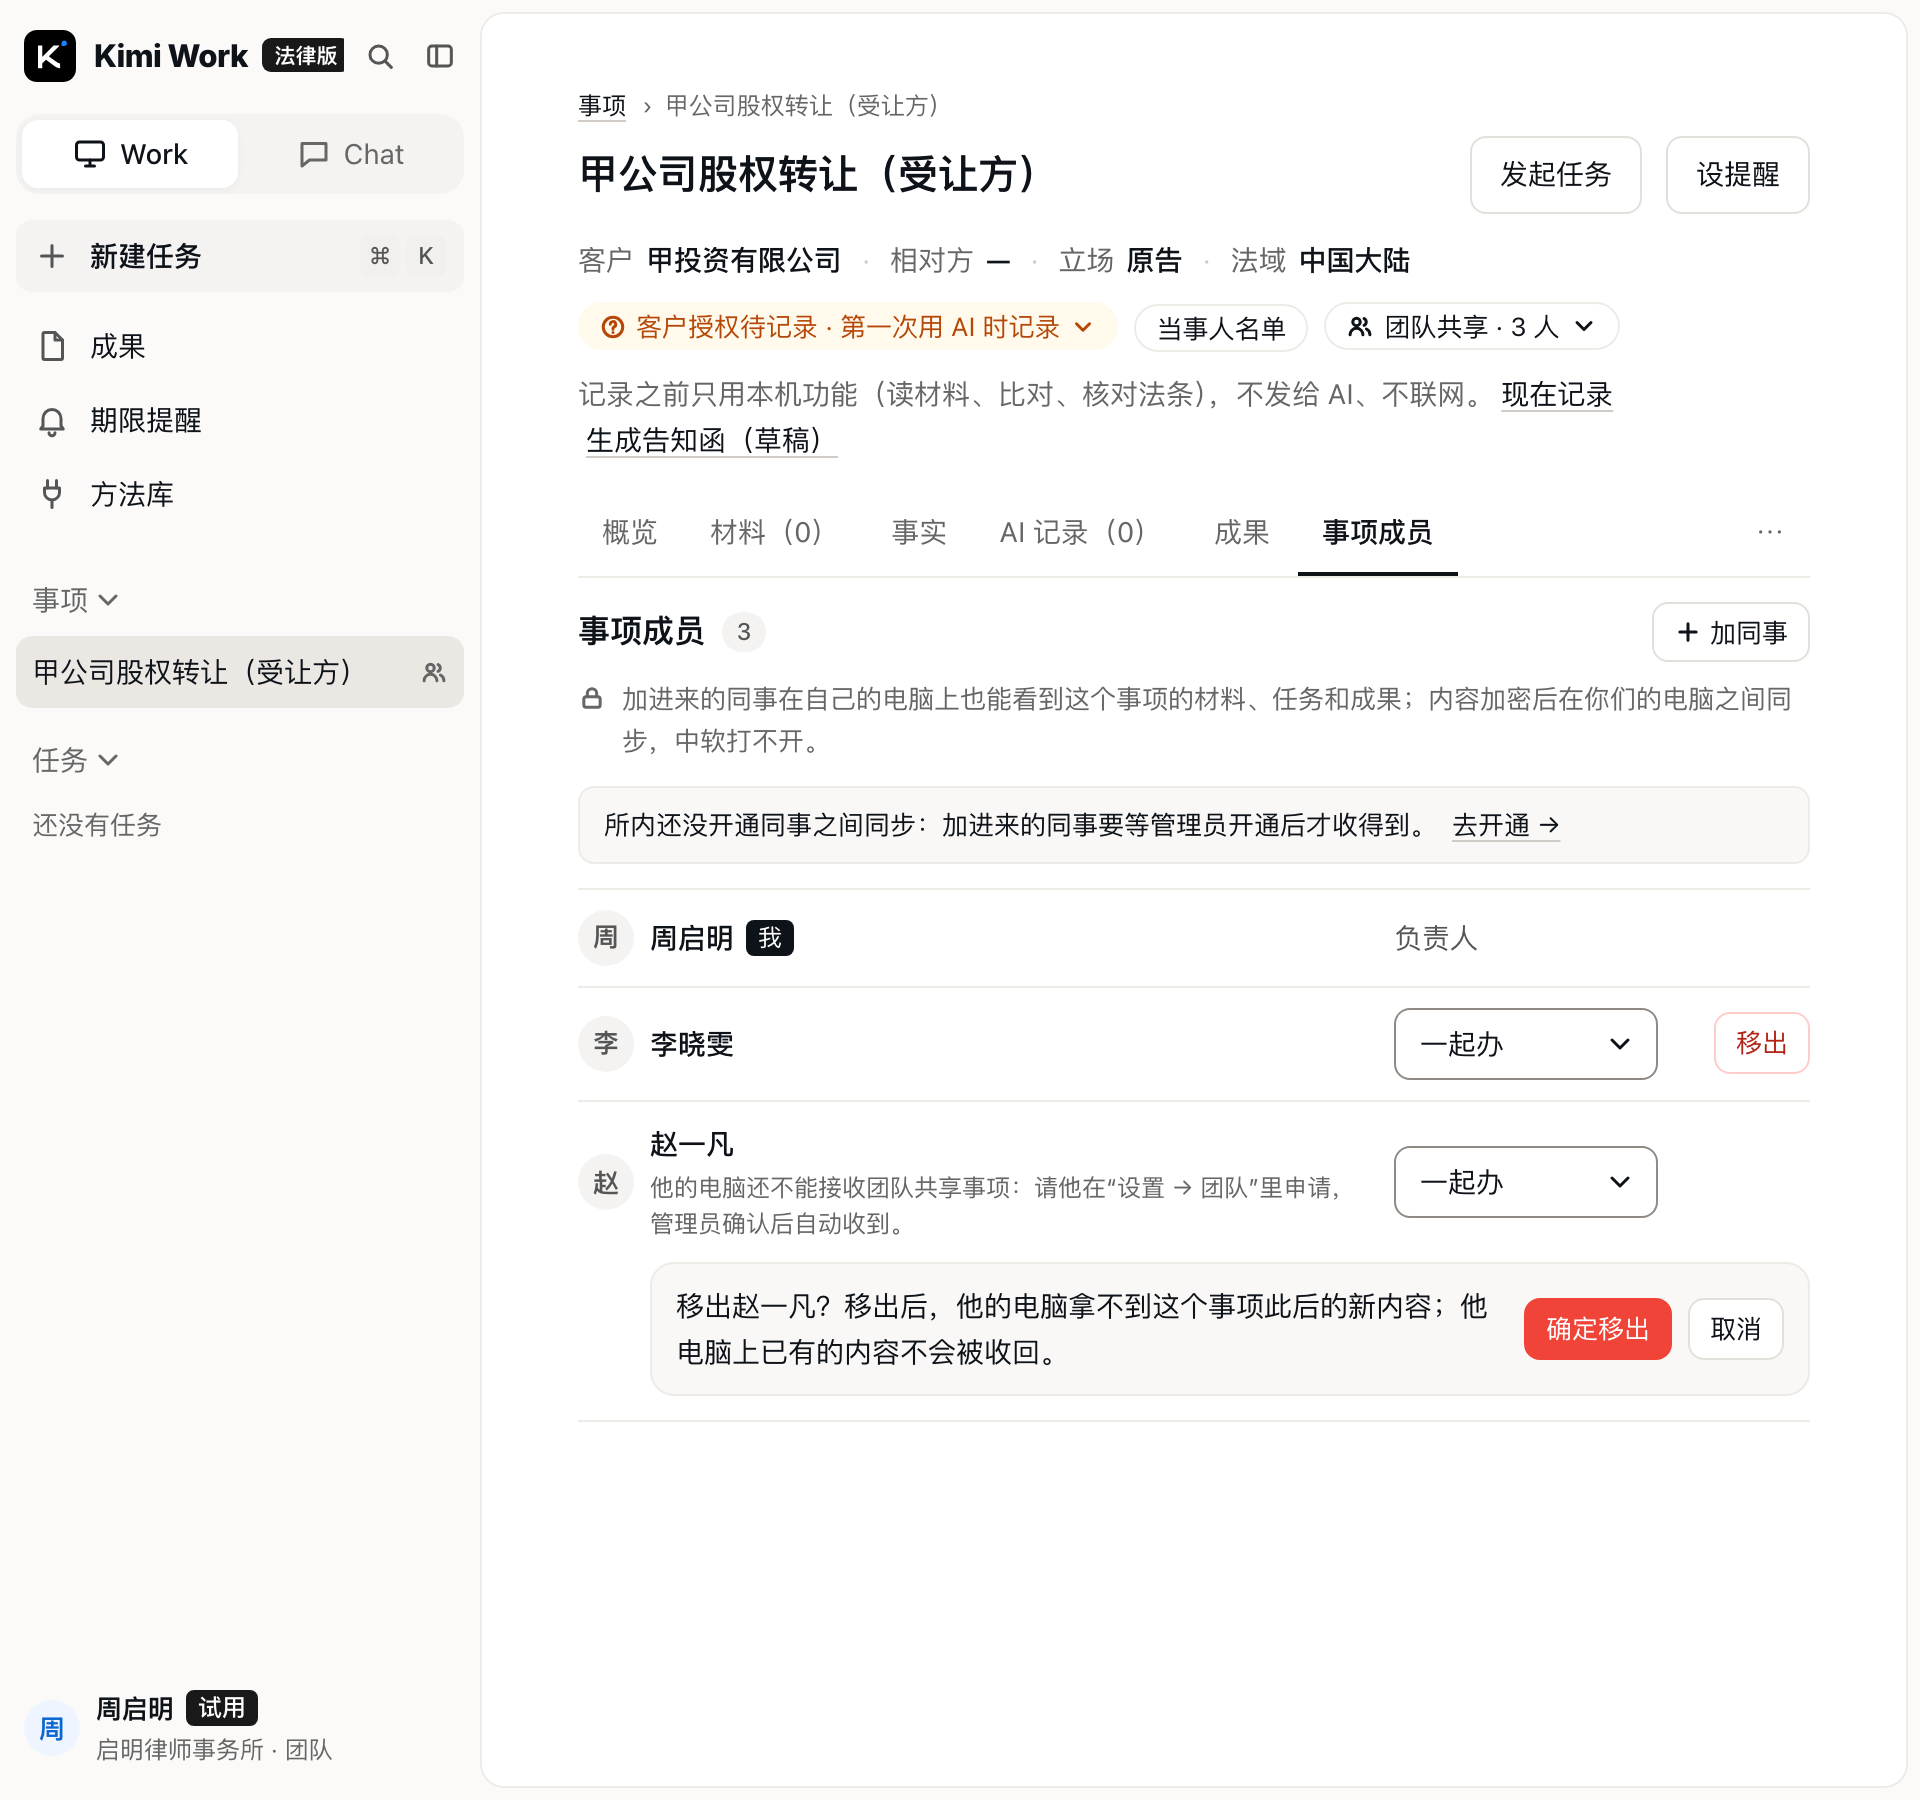 Kimi Work 法律版
Work
Chat
新建任务 ⌘ K
成果
期限提醒
方法库
事项
甲公司股权转让（受让方）
任务
还没有任务
周
周启明 试用
启明律师事务所 · 团队
事项 › 甲公司股权转让（受让方）
甲公司股权转让（受让方）
发起任务
设提醒
客户 甲投资有限公司 · 相对方 — · 立场 原告 · 法域 中国大陆
客户授权待记录 · 第一次用 AI 时记录
当事人名单
团队共享 · 3 人
记录之前只用本机功能（读材料、比对、核对法条），不发给 AI、不联网。 现在记录
生成告知函（草稿）
概览
材料（0）
事实
AI 记录（0）
成果
事项成员
···
事项成员 3
+ 加同事
加进来的同事在自己的电脑上也能看到这个事项的材料、任务和成果；内容加密后在你们的电脑之间同
步，中软打不开。
所内还没开通同事之间同步：加进来的同事要等管理员开通后才收得到。 去开通 →
周
周启明 我
负责人
李
李晓雯
一起办
移出
赵
赵一凡
他的电脑还不能接收团队共享事项：请他在“设置 → 团队”里申请，
管理员确认后自动收到。
一起办
移出赵一凡？移出后，他的电脑拿不到这个事项此后的新内容；他
电脑上已有的内容不会被收回。
确定移出
取消